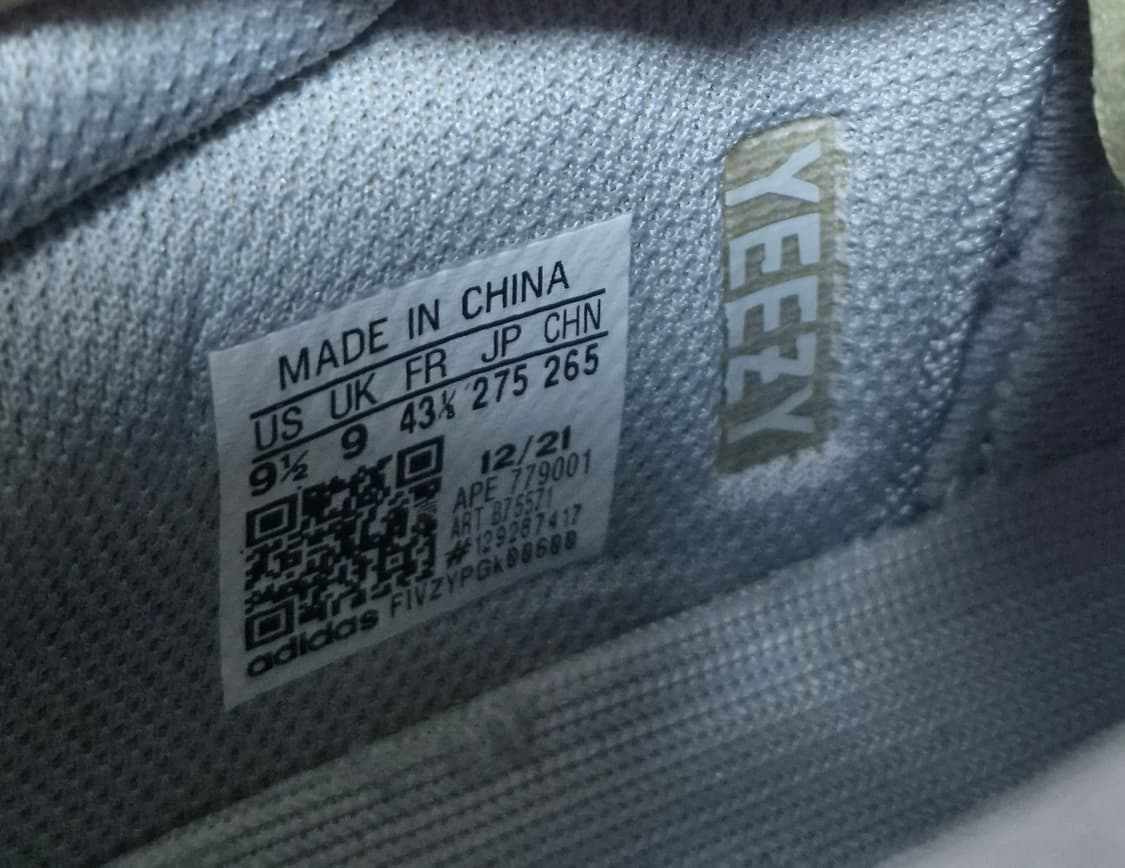 MADE IN CHINA
US UK FR JP CHN
9½ 9 43⅓ 275 265
12/21
APE 779001
ART B75571
#129287417
F1VZYPGk00600
adidas
YEEZY